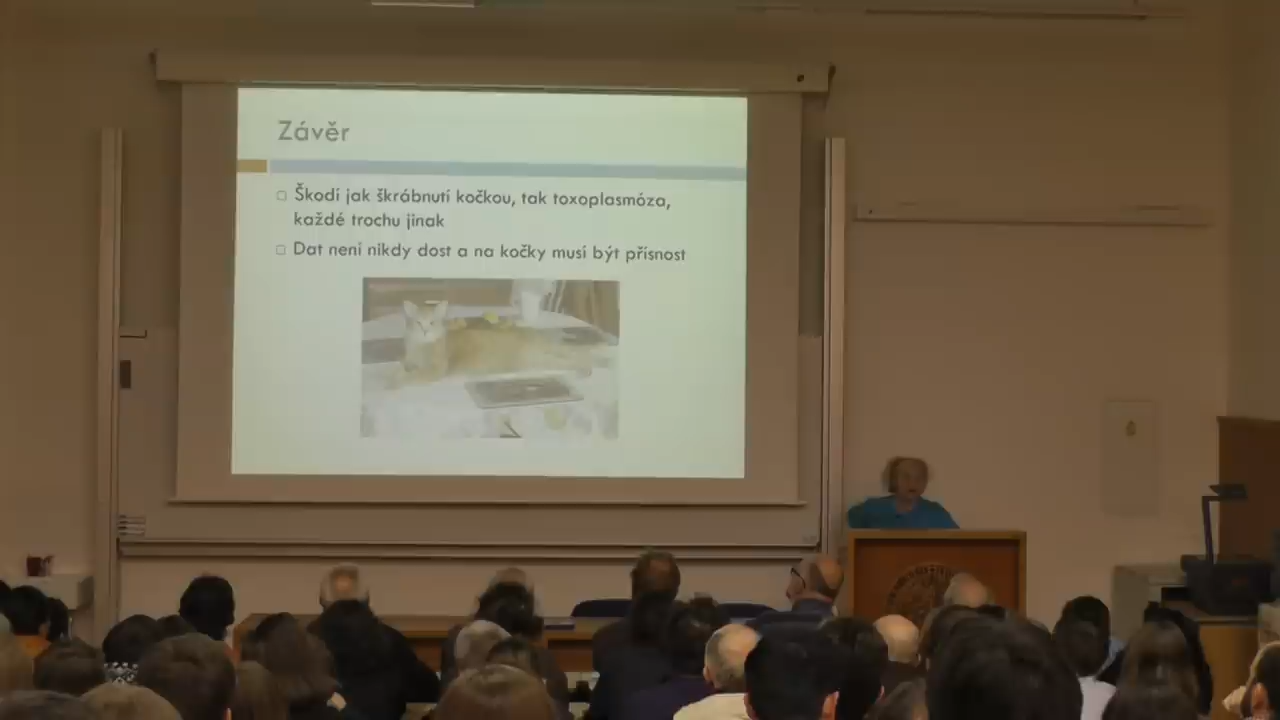 Závěr
Škodí jak škrábnutí kočkou, tak toxoplasmóza,
každé trochu jinak
Dat není nikdy dost a na kočky musí být přísnost